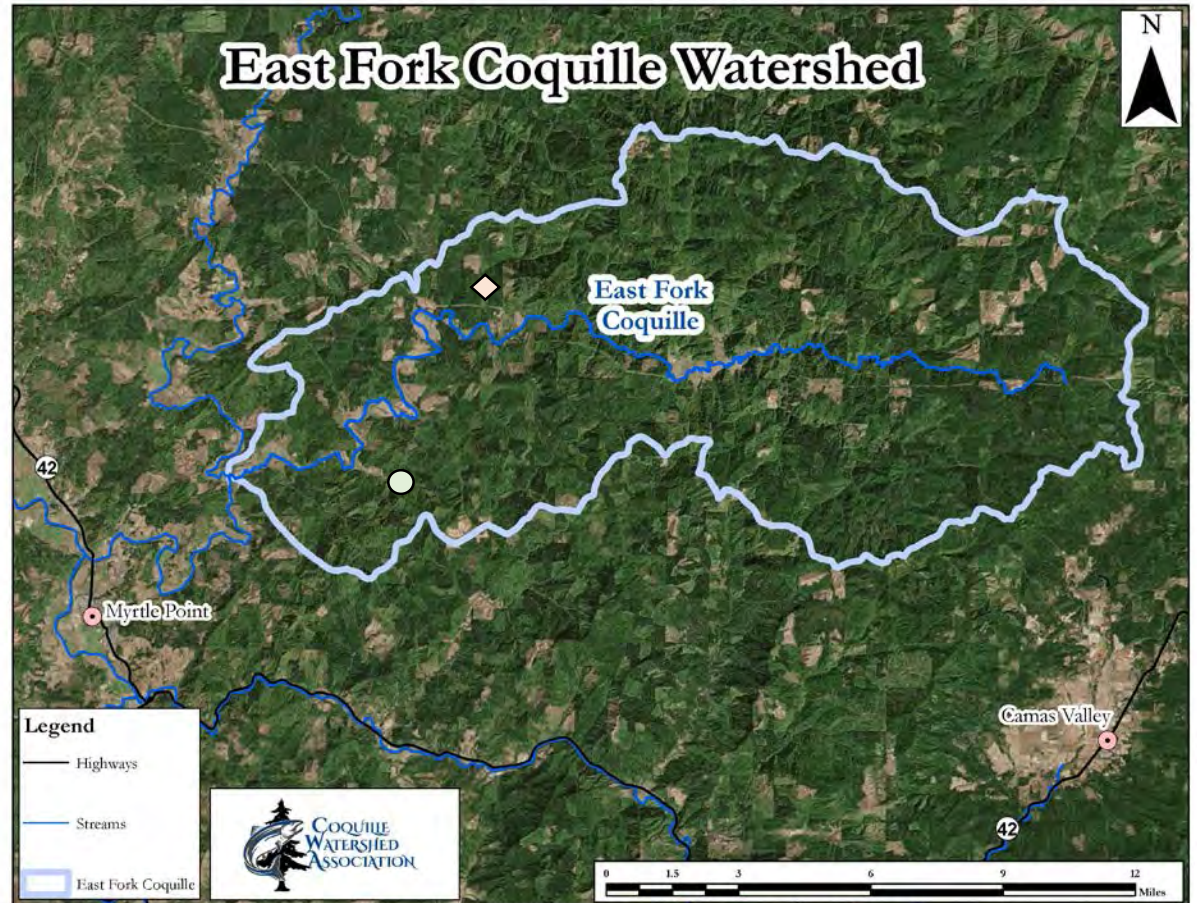 East Fork Coquille Watershed
N
East Fork
Coquille
42
Myrtle Point
Camas Valley
42
Legend
Highways
Streams
East Fork Coquille
COQUILLE
WATERSHED
ASSOCIATION
0 1.5 3 6 9 12
Miles